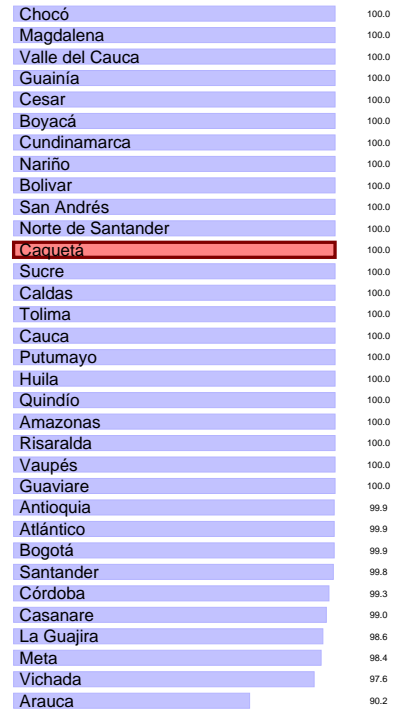 Chocó 100.0
Magdalena 100.0
Valle del Cauca 100.0
Guainía 100.0
Cesar 100.0
Boyacá 100.0
Cundinamarca 100.0
Nariño 100.0
Bolivar 100.0
San Andrés 100.0
Norte de Santander 100.0
Caquetá 100.0
Sucre 100.0
Caldas 100.0
Tolima 100.0
Cauca 100.0
Putumayo 100.0
Huila 100.0
Quindío 100.0
Amazonas 100.0
Risaralda 100.0
Vaupés 100.0
Guaviare 100.0
Antioquia 99.9
Atlántico 99.9
Bogotá 99.9
Santander 99.8
Córdoba 99.3
Casanare 99.0
La Guajira 98.6
Meta 98.4
Vichada 97.6
Arauca 90.2